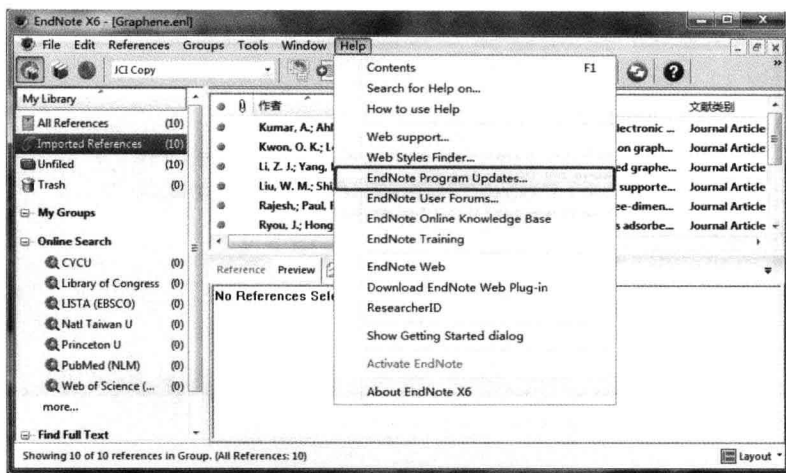 EndNote X6 - [Graphene.enl]
File Edit References Groups Tools Window Help
JCI Copy
My Library
All References (10)
Imported References (10)
Unfiled (10)
Trash (0)
My Groups
Online Search
CYCU (0)
Library of Congress (0)
LISTA (EBSCO) (0)
Natl Taiwan U (0)
Princeton U (0)
PubMed (NLM) (0)
Web of Science (... (0)
more...
Find Full Text
作者 文献类别
Kumar, A.; Ahl lectronic ... Journal Article
Kwon, O. K.; L on graph... Journal Article
Li, Z. J.; Yang, ed graphe... Journal Article
Liu, W. M.; Shi supporte... Journal Article
Rajesh,; Paul, ee-dimen... Journal Article
Ryou, J.; Hong s adsorbe... Journal Article
Reference Preview
No References Sele
Contents F1
Search for Help on...
How to use Help
Web support...
Web Styles Finder...
EndNote Program Updates...
EndNote User Forums...
EndNote Online Knowledge Base
EndNote Training
EndNote Web
Download EndNote Web Plug-in
ResearcherID
Show Getting Started dialog
Activate EndNote
About EndNote X6
Showing 10 of 10 references in Group. (All References: 10)
Layout